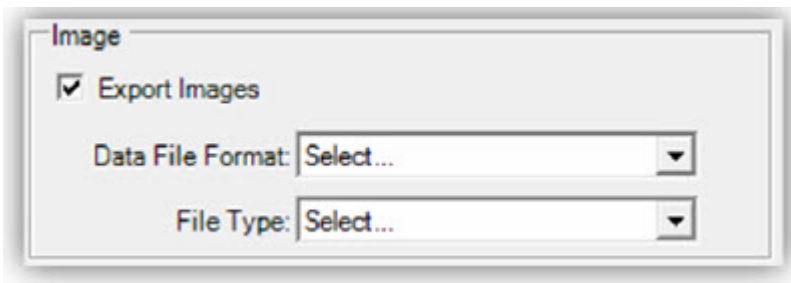 Image
Export Images
Data File Format: Select...
File Type: Select...